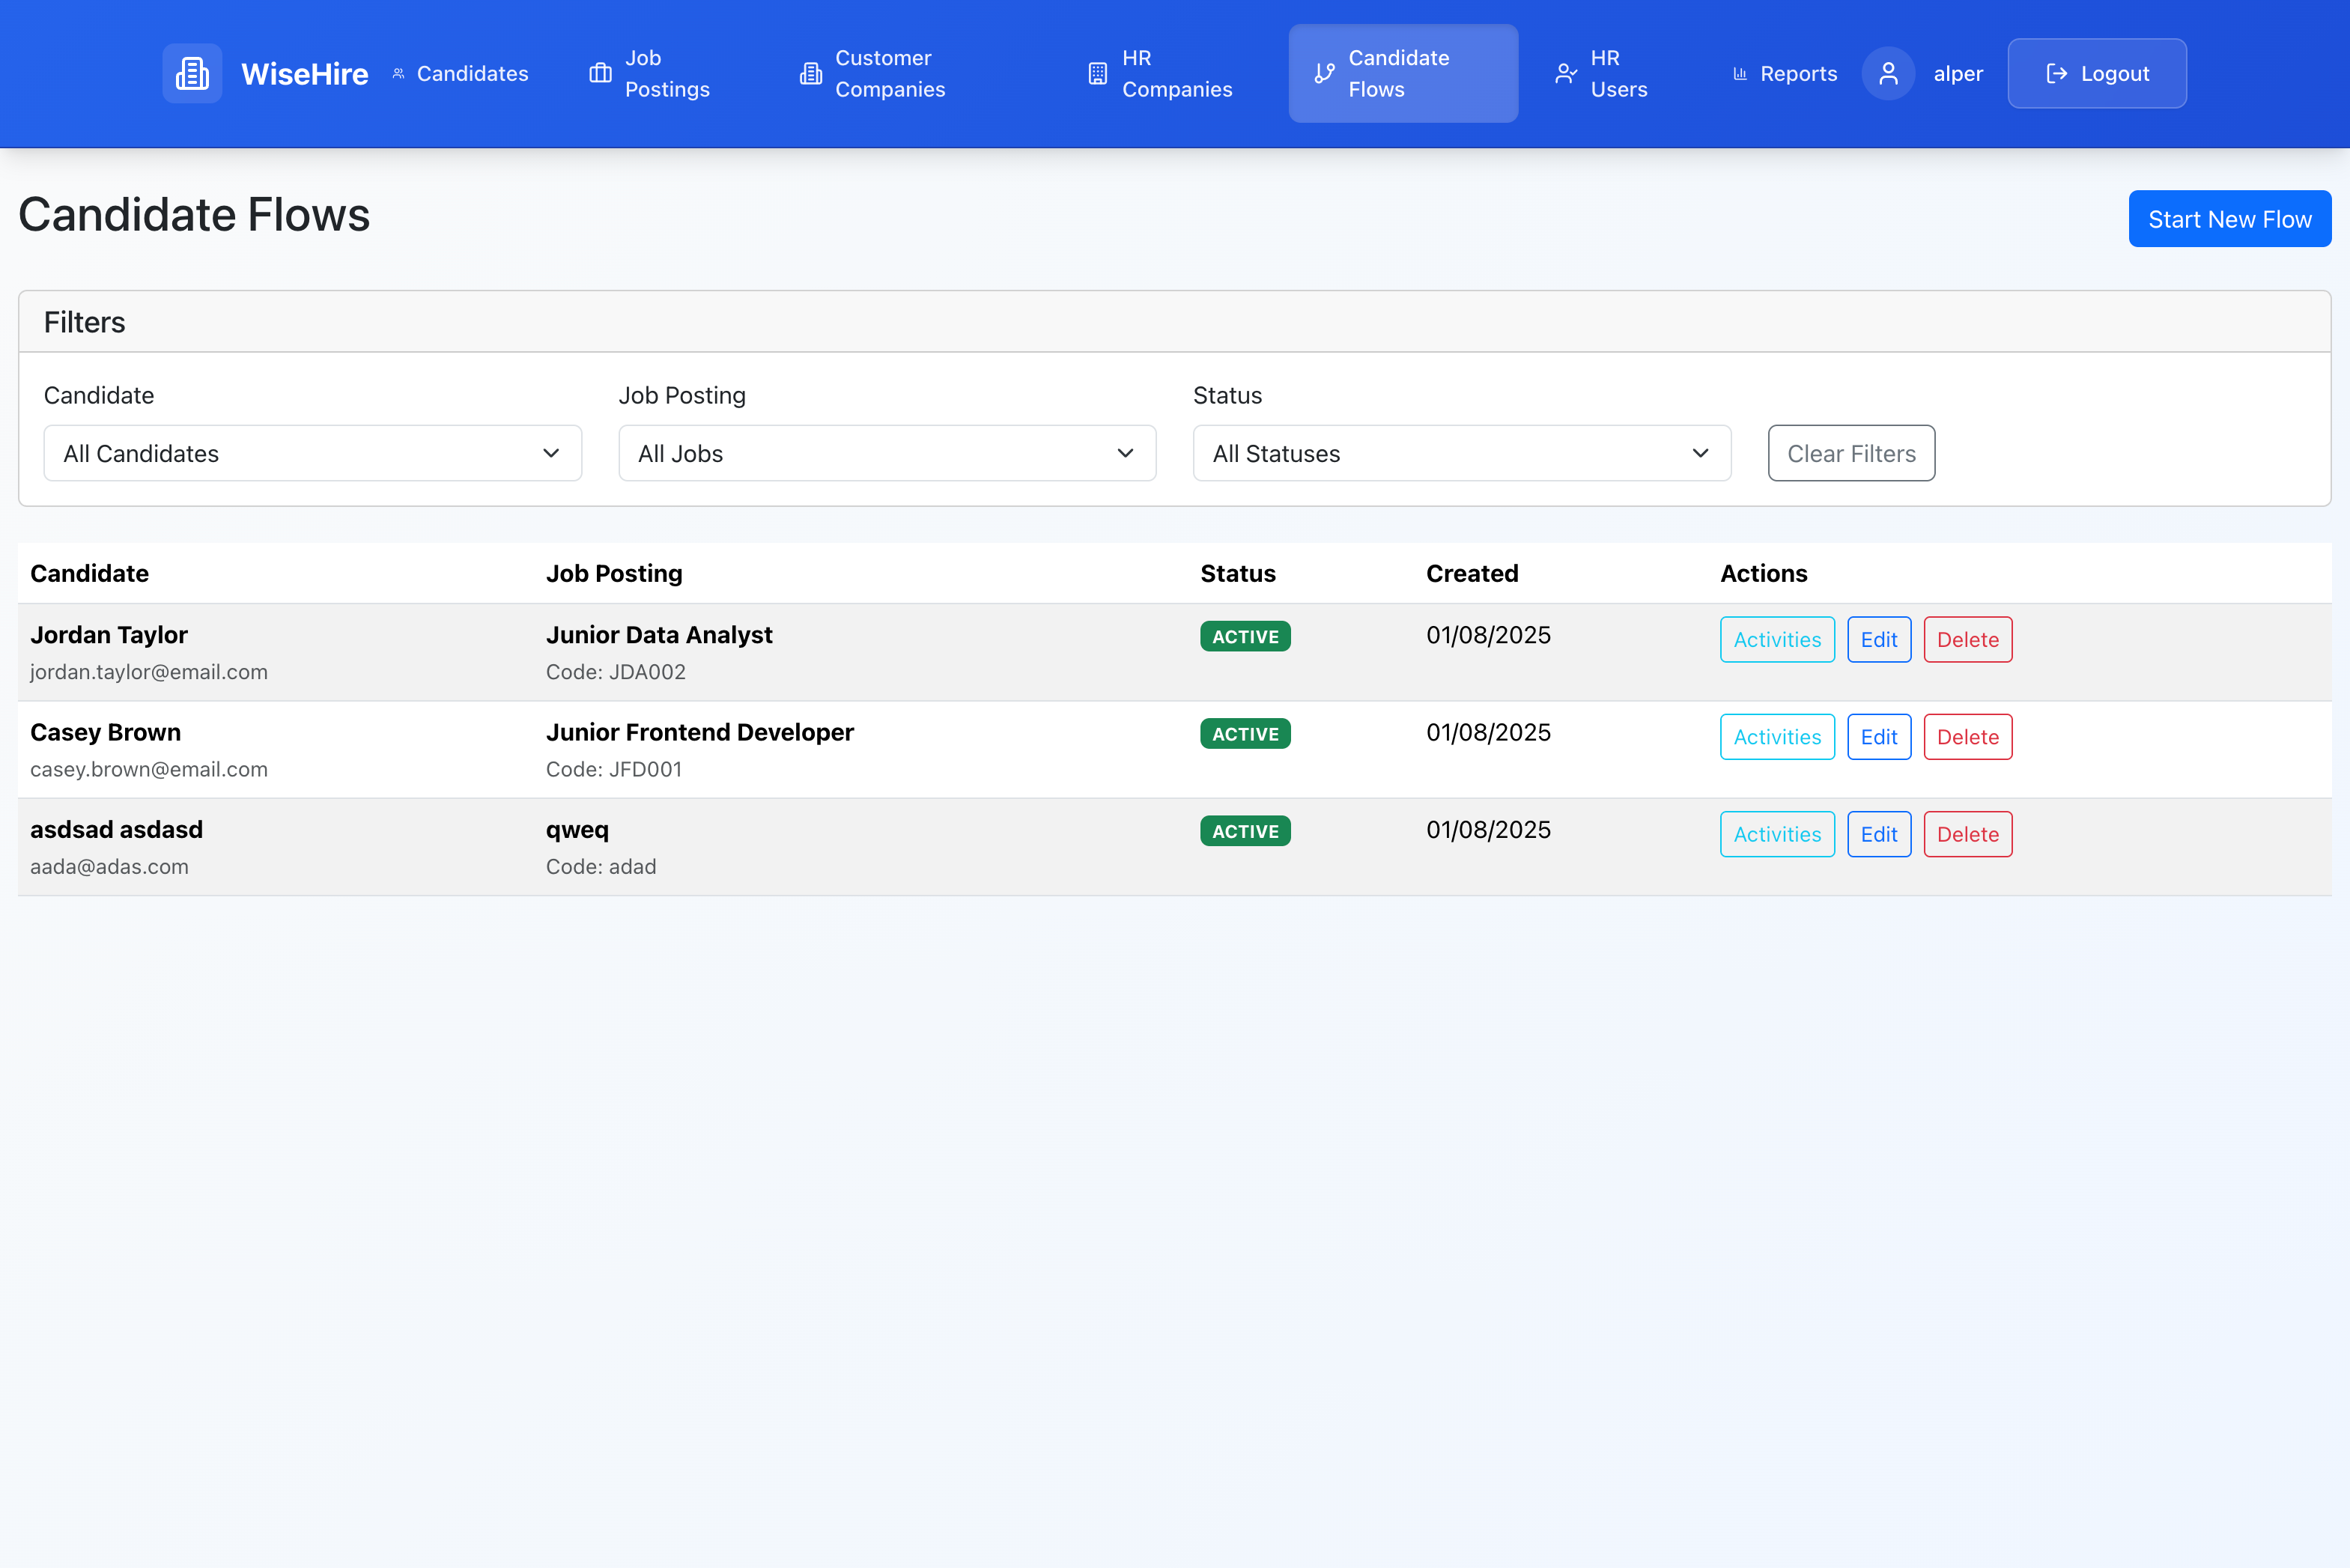 WiseHire
Candidates
Job
Postings
Customer
Companies
HR
Companies
Candidate
Flows
HR
Users
Reports
alper
Logout
Candidate Flows
Start New Flow
Filters
Candidate
Job Posting
Status
All Candidates
All Jobs
All Statuses
Clear Filters
Candidate Job Posting Status Created Actions
Jordan Taylor Junior Data Analyst ACTIVE 01/08/2025 Activities Edit Delete
jordan.taylor@email.com Code: JDA002
Casey Brown Junior Frontend Developer ACTIVE 01/08/2025 Activities Edit Delete
casey.brown@email.com Code: JFD001
asdsad asdasd qweq ACTIVE 01/08/2025 Activities Edit Delete
aada@adas.com Code: adad